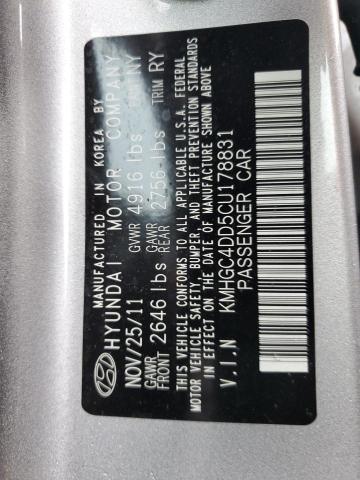 MANUFACTURED IN KOREA BY
HYUNDAI MOTOR COMPANY
NOV/25/11 GVWR 4916 lbs NY
GAWR FRONT 2646 lbs GAWR REAR 2756 lbs TRIM RY
THIS VEHICLE CONFORMS TO ALL APPLICABLE U.S.A. FEDERAL
MOTOR VEHICLE SAFETY, BUMPER, AND THEFT PREVENTION STANDARDS
IN EFFECT ON THE DATE OF MANUFACTURE SHOWN ABOVE
V.I.N KMHGC4DD5CU178831
PASSENGER CAR